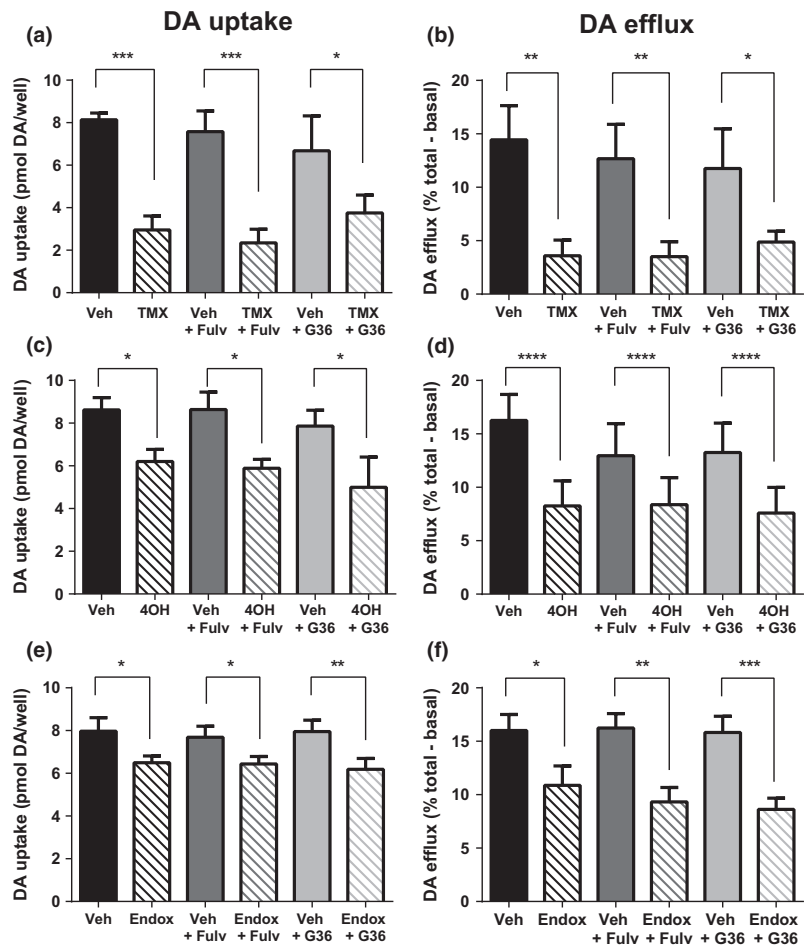 DA uptake
DA efflux
(a)
***
***
*
DA uptake (pmol DA/well)
10
8
6
4
2
0
Veh
TMX
Veh
+ Fulv
TMX
+ Fulv
Veh
+ G36
TMX
+ G36
(b)
**
**
*
DA efflux (% total - basal)
20
15
10
5
0
Veh
TMX
Veh
+ Fulv
TMX
+ Fulv
Veh
+ G36
TMX
+ G36
(c)
*
*
*
DA uptake (pmol DA/well)
10
8
6
4
2
0
Veh
4OH
Veh
+ Fulv
4OH
+ Fulv
Veh
+ G36
4OH
+ G36
(d)
****
****
****
DA efflux (% total - basal)
20
15
10
5
0
Veh
4OH
Veh
+ Fulv
4OH
+ Fulv
Veh
+ G36
4OH
+ G36
(e)
*
*
**
DA uptake (pmol DA/well)
10
8
6
4
2
0
Veh
Endox
Veh
+ Fulv
Endox
+ Fulv
Veh
+ G36
Endox
+ G36
(f)
*
**
***
DA efflux (% total - basal)
20
15
10
5
0
Veh
Endox
Veh
+ Fulv
Endox
+ Fulv
Veh
+ G36
Endox
+ G36